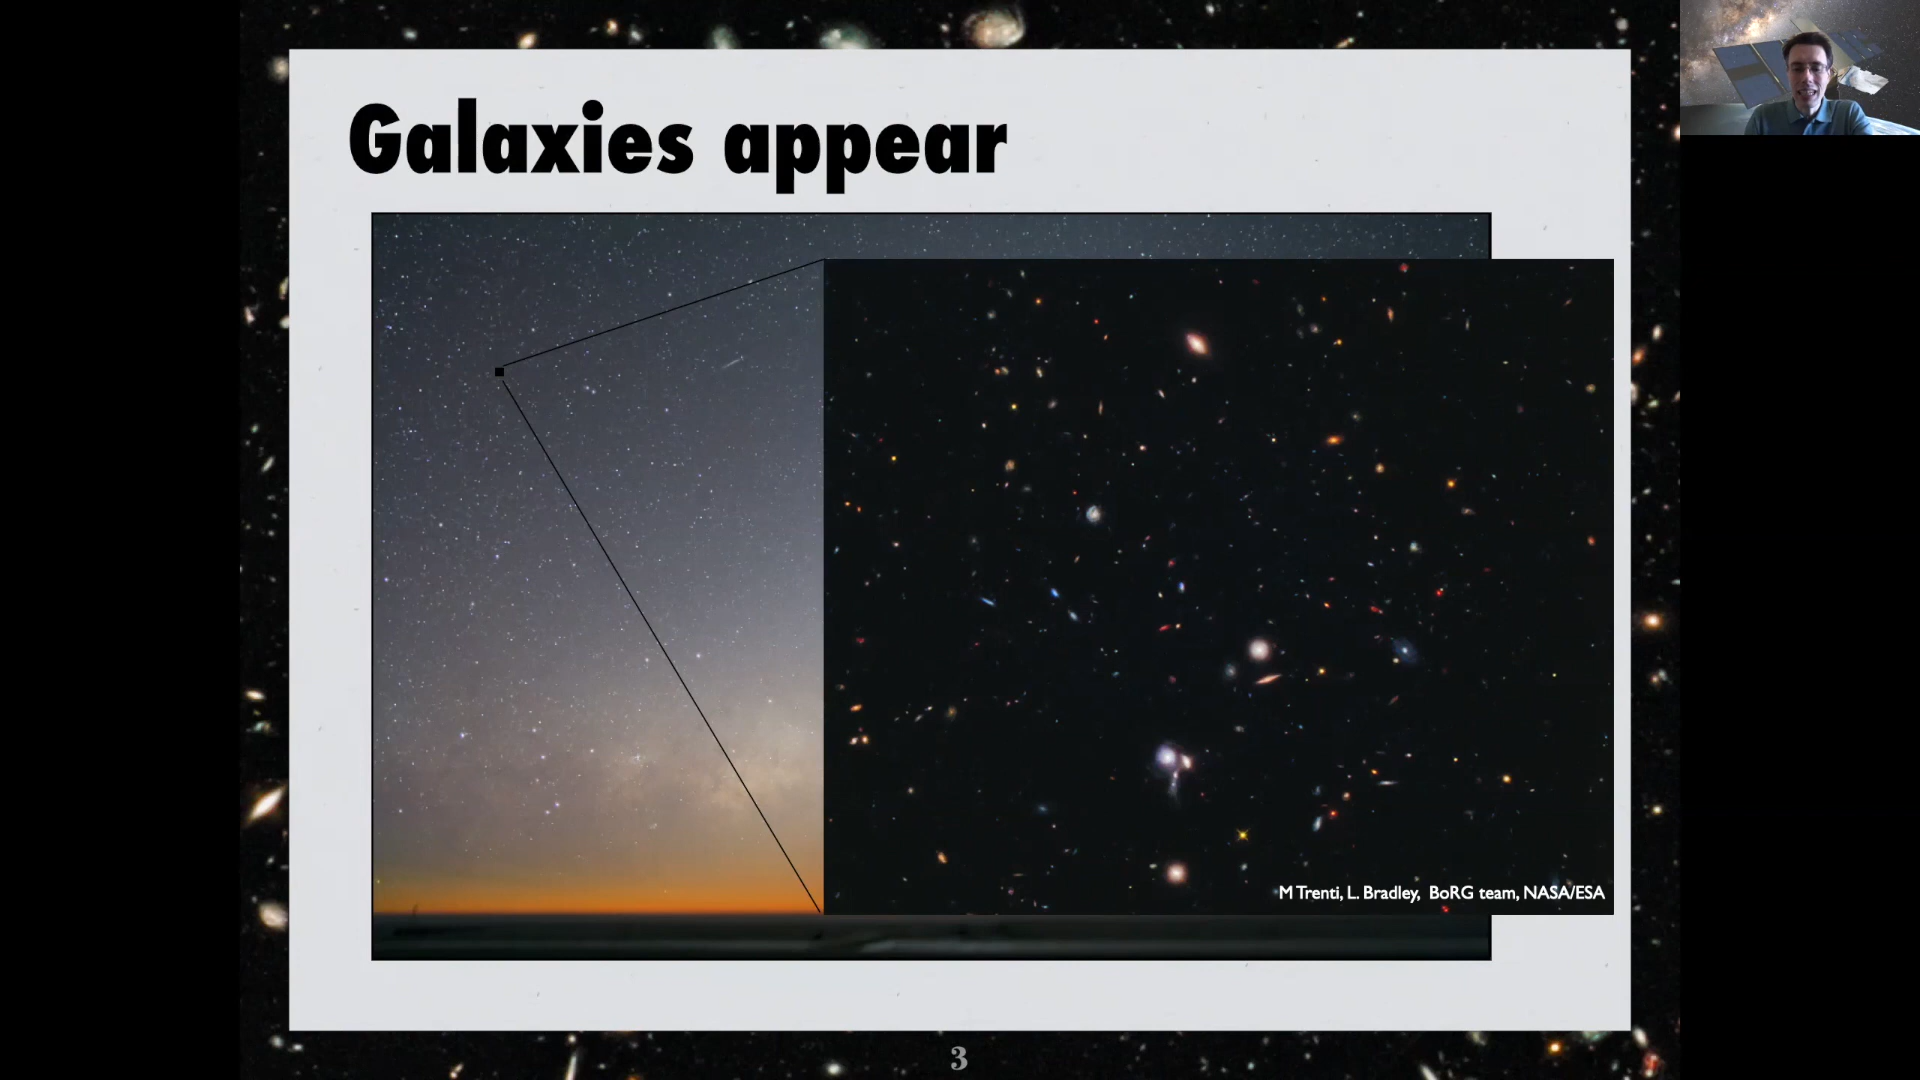 Galaxies appear
M Trenti, L. Bradley, BoRG team, NASA/ESA
3